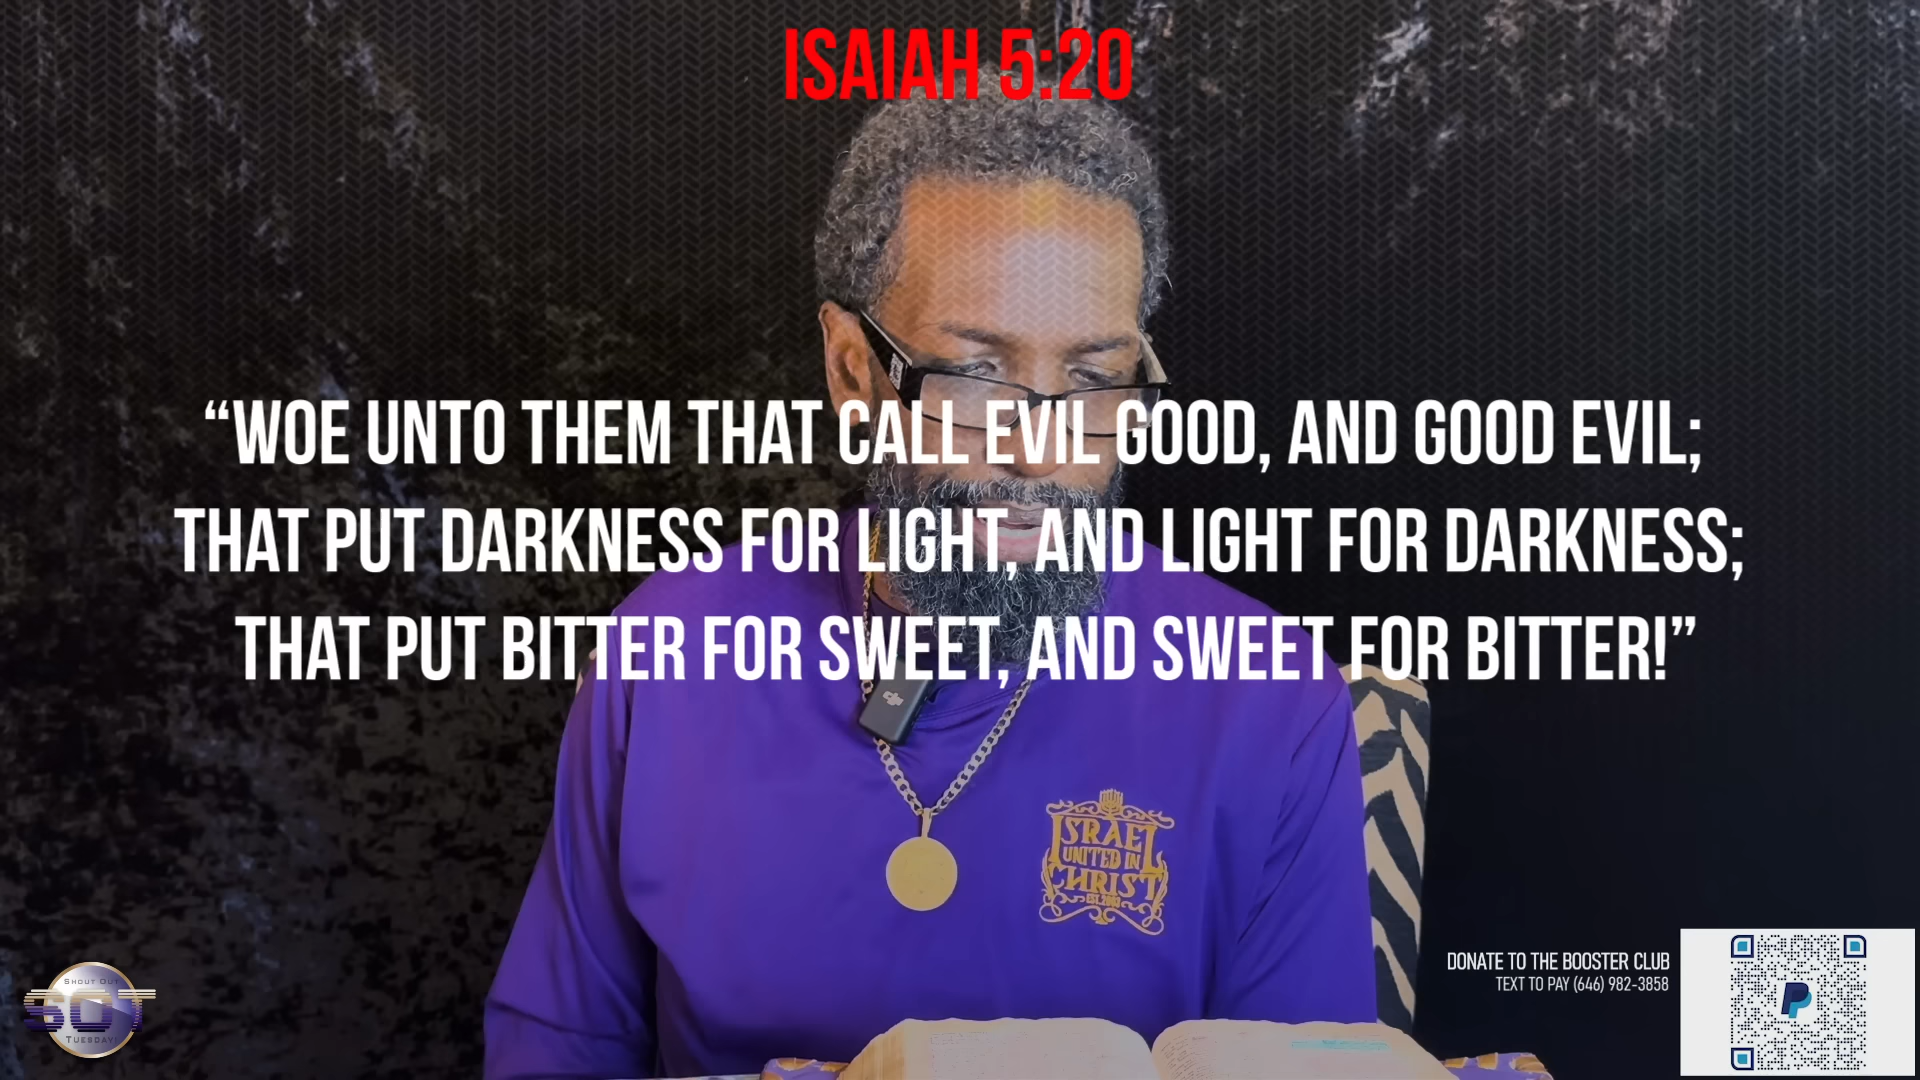 ISAIAH 5:20
“WOE UNTO THEM THAT CALL EVIL GOOD, AND GOOD EVIL;
THAT PUT DARKNESS FOR LIGHT, AND LIGHT FOR DARKNESS;
THAT PUT BITTER FOR SWEET, AND SWEET FOR BITTER!”
dji
ISRAEL
UNITED IN
CHRIST
DONATE TO THE BOOSTER CLUB
TEXT TO PAY (646) 982-3858
SHOUT OUT
SOT
TUESDAY!